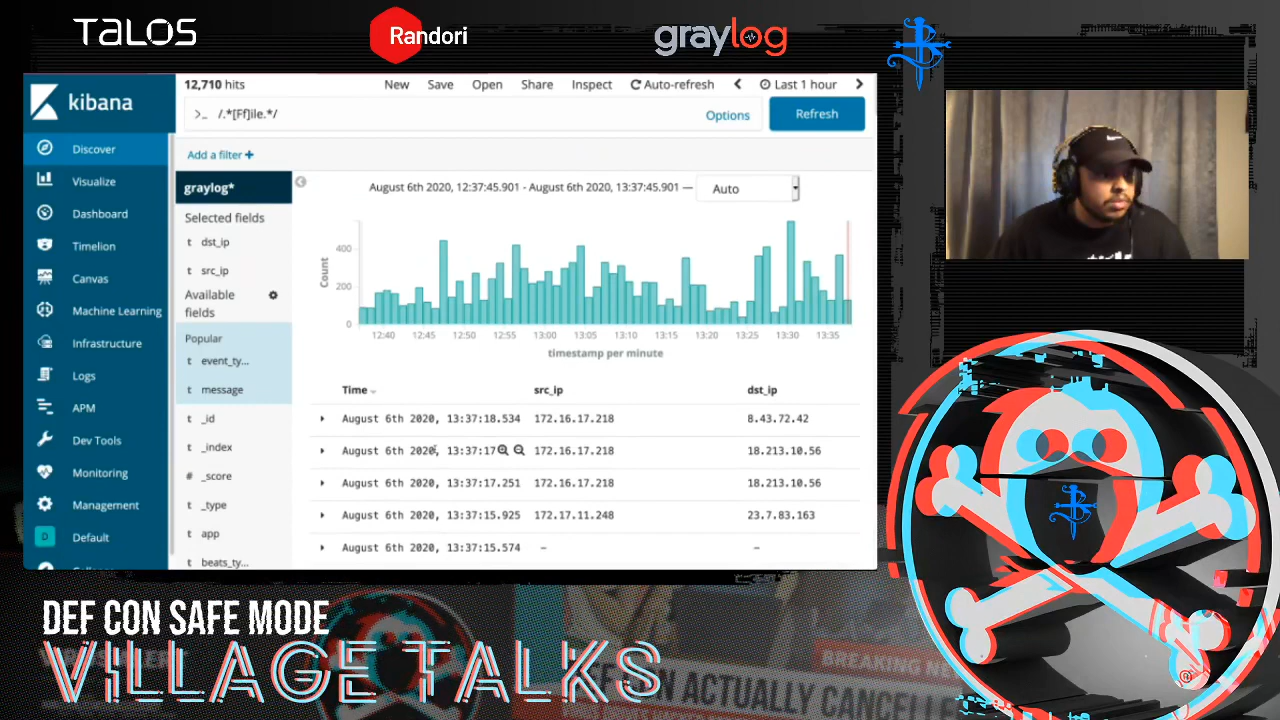 TALOS
Randori
graylog
kibana
Discover
Visualize
Dashboard
Timelion
Canvas
Machine Learning
Infrastructure
Logs
APM
Dev Tools
Monitoring
Management
D Default
12,710 hits
New Save Open Share Inspect Auto-refresh Last 1 hour
>_ /.*[Ff]ile.*/
Options
Refresh
Add a filter +
graylog*
Selected fields
t dst_ip
t src_ip
Available fields
Popular
t event_ty...
t message
t _id
t _index
# _score
t _type
t app
t beats_ty...
August 6th 2020, 12:37:45.901 - August 6th 2020, 13:37:45.901 —
Auto
Count
400
200
0
12:40 12:45 12:50 12:55 13:00 13:05 13:10 13:15 13:20 13:25 13:30 13:35
timestamp per minute
Time src_ip dst_ip
August 6th 2020, 13:37:18.534 172.16.17.218 8.43.72.42
August 6th 2020, 13:37:17 172.16.17.218 18.213.10.56
August 6th 2020, 13:37:17.251 172.16.17.218 18.213.10.56
August 6th 2020, 13:37:15.925 172.17.11.248 23.7.83.163
August 6th 2020, 13:37:15.574 – –
DEF CON SAFE MODE
VILLAGE TALKS
BREAKING
CON ACTUALLY